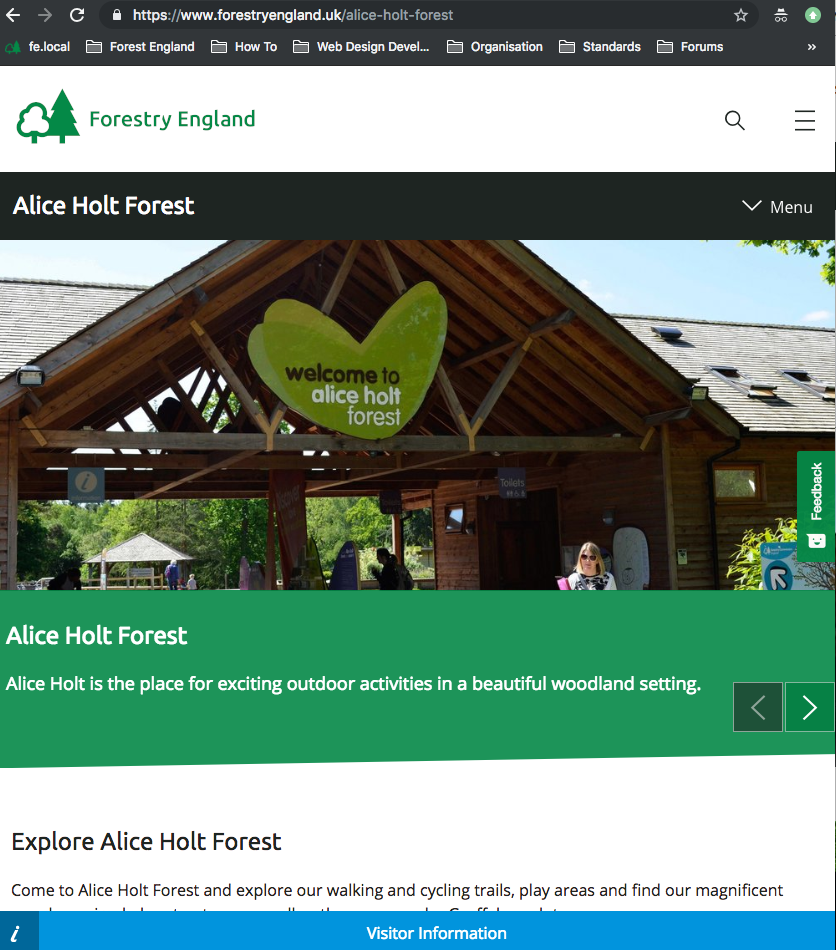 https://www.forestryengland.uk/alice-holt-forest
fe.local Forest England How To Web Design Devel... Organisation Standards Forums »
Forestry England
Alice Holt Forest
Menu
welcome to
alice holt
forest
i
Toilets
Feedback
Alice Holt Forest
Alice Holt is the place for exciting outdoor activities in a beautiful woodland setting.
Explore Alice Holt Forest
Come to Alice Holt Forest and explore our walking and cycling trails, play areas and find our magnificent
i Visitor Information